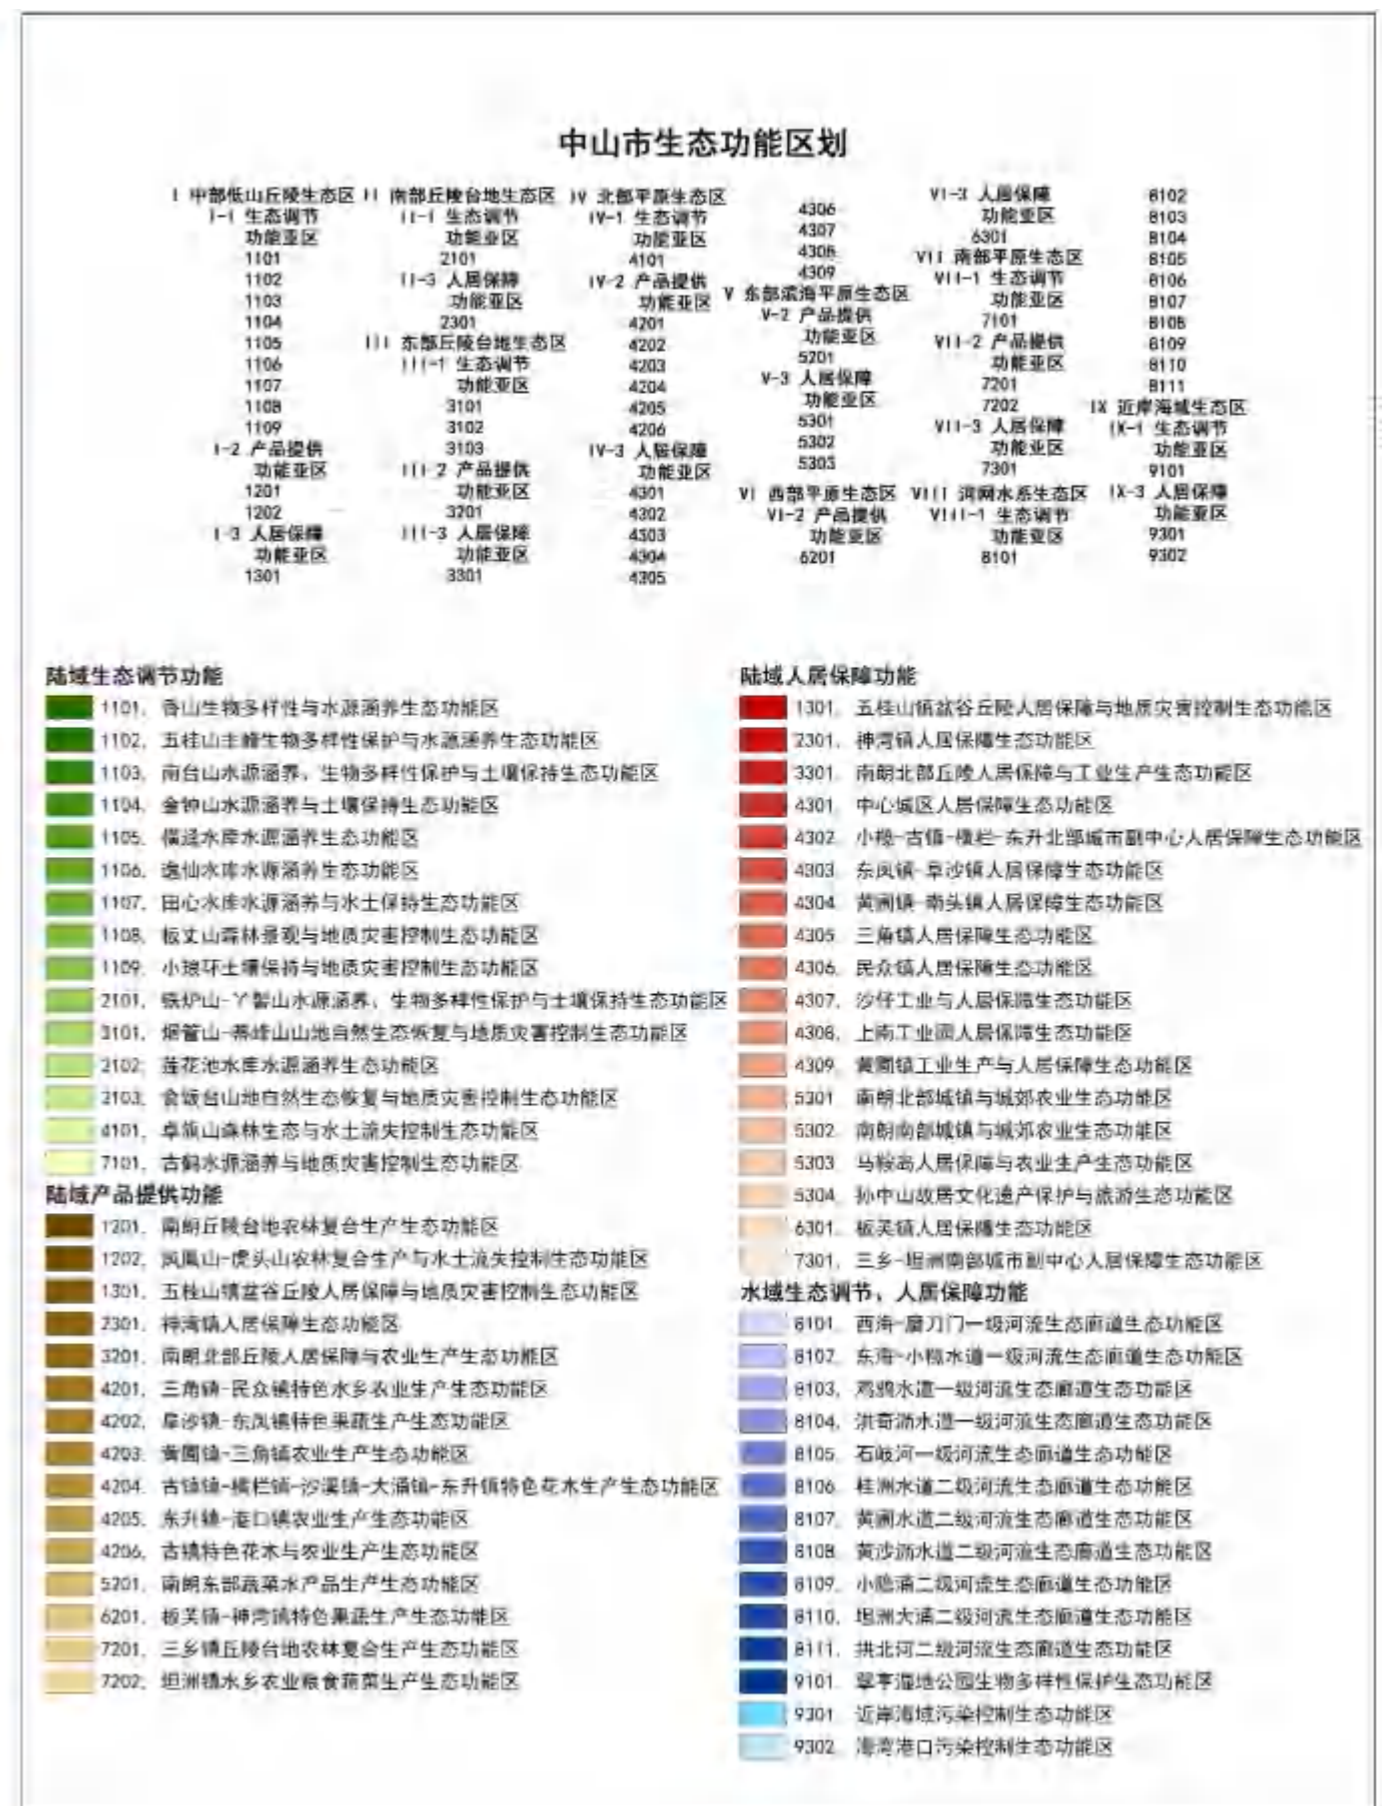 中山市生态功能区划
I 中部低山丘陵生态区
I-1 生态调节
功能亚区
1101
1102
1103
1104
1105
1106
1107
1108
1109
I-2 产品提供
功能亚区
1201
1202
I-3 人居保障
功能亚区
1301
II 南部丘陵台地生态区
II-1 生态调节
功能亚区
2101
II-3 人居保障
功能亚区
2301
III 东部丘陵台地生态区
III-1 生态调节
功能亚区
3101
3102
3103
III-2 产品提供
功能亚区
3201
III-3 人居保障
功能亚区
3301
IV 北部平原生态区
IV-1 生态调节
功能亚区
4101
IV-2 产品提供
功能亚区
4201
4202
4203
4204
4205
4206
IV-3 人居保障
功能亚区
4301
4302
4303
4304
4305
4306
4307
4308
4309
V 东部滨海平原生态区
V-2 产品提供
功能亚区
5201
V-3 人居保障
功能亚区
5301
5302
5303
VI 西部平原生态区
VI-2 产品提供
功能亚区
6201
VI-3 人居保障
功能亚区
6301
VII 南部平原生态区
VII-1 生态调节
功能亚区
7101
VII-2 产品提供
功能亚区
7201
7202
VII-3 人居保障
功能亚区
7301
VIII 河网水系生态区
VIII-1 生态调节
功能亚区
8101
8102
8103
8104
8105
8106
8107
8108
8109
8110
8111
IX 近岸海域生态区
IX-1 生态调节
功能亚区
9101
IX-3 人居保障
功能亚区
9301
9302
陆域生态调节功能
1101. 香山生物多样性与水源涵养生态功能区
1102. 五桂山主峰生物多样性保护与水源涵养生态功能区
1103. 南台山水源涵养、生物多样性保护与土壤保持生态功能区
1104. 金钟山水源涵养与土壤保持生态功能区
1105. 横迳水库水源涵养生态功能区
1106. 逸仙水库水源涵养生态功能区
1107. 田心水库水源涵养与水土保持生态功能区
1108. 板丈山森林景观与地质灾害控制生态功能区
1109. 小琅环土壤保持与地质灾害控制生态功能区
2101. 铁炉山-丫髻山水源涵养、生物多样性保护与土壤保持生态功能区
3101. 烟管山-蕉峰山山地自然生态恢复与地质灾害控制生态功能区
2102. 莲花池水库水源涵养生态功能区
2103. 食饭台山地自然生态恢复与地质灾害控制生态功能区
4101. 卓旗山森林生态与水土流失控制生态功能区
7101. 古鹤水源涵养与地质灾害控制生态功能区
陆域产品提供功能
1201. 南朗丘陵台地农林复合生产生态功能区
1202. 凤凰山-虎头山农林复合生产与水土流失控制生态功能区
1301. 五桂山镇盆谷丘陵人居保障与地质灾害控制生态功能区
2301. 神湾镇人居保障生态功能区
3201. 南朗北部丘陵人居保障与农业生产生态功能区
4201. 三角镇-民众镇特色水乡农业生产生态功能区
4202. 阜沙镇-东凤镇特色果蔬生产生态功能区
4203. 黄圃镇-三角镇农业生产生态功能区
4204. 古镇镇-横栏镇-沙溪镇-大涌镇-东升镇特色花木生产生态功能区
4205. 东升镇-港口镇农业生产生态功能区
4206. 古镇特色花木与农业生产生态功能区
5201. 南朗东部蔬菜水产品生产生态功能区
6201. 板芙镇-神湾镇特色果蔬生产生态功能区
7201. 三乡镇丘陵台地农林复合生产生态功能区
7202. 坦洲镇水乡农业粮食蔬菜生产生态功能区
陆域人居保障功能
1301. 五桂山镇盆谷丘陵人居保障与地质灾害控制生态功能区
2301. 神湾镇人居保障生态功能区
3301. 南朗北部丘陵人居保障与工业生产生态功能区
4301. 中心城区人居保障生态功能区
4302. 小榄-古镇-横栏-东升北部城市副中心人居保障生态功能区
4303. 东凤镇-阜沙镇人居保障生态功能区
4304. 黄圃镇-南头镇人居保障生态功能区
4305. 三角镇人居保障生态功能区
4306. 民众镇人居保障生态功能区
4307. 沙仔工业与人居保障生态功能区
4308. 上南工业园人居保障生态功能区
4309. 黄圃镇工业生产与人居保障生态功能区
5301. 南朗北部城镇与城郊农业生态功能区
5302. 南朗南部城镇与城郊农业生态功能区
5303. 马鞍岛人居保障与农业生产生态功能区
5304. 孙中山故居文化遗产保护与旅游生态功能区
6301. 板芙镇人居保障生态功能区
7301. 三乡-坦洲南部城市副中心人居保障生态功能区
水域生态调节、人居保障功能
8101. 西海-磨刀门一级河流生态廊道生态功能区
8102. 东海-小榄水道一级河流生态廊道生态功能区
8103. 鸡鸦水道一级河流生态廊道生态功能区
8104. 洪奇沥水道一级河流生态廊道生态功能区
8105. 石岐河一级河流生态廊道生态功能区
8106. 桂洲水道二级河流生态廊道生态功能区
8107. 黄圃水道二级河流生态廊道生态功能区
8108. 黄沙沥水道二级河流生态廊道生态功能区
8109. 小隐涌二级河流生态廊道生态功能区
8110. 坦洲大涌二级河流生态廊道生态功能区
8111. 拱北河二级河流生态廊道生态功能区
9101. 翠亨湿地公园生物多样性保护生态功能区
9301. 近岸海域污染控制生态功能区
9302. 海湾港口污染控制生态功能区